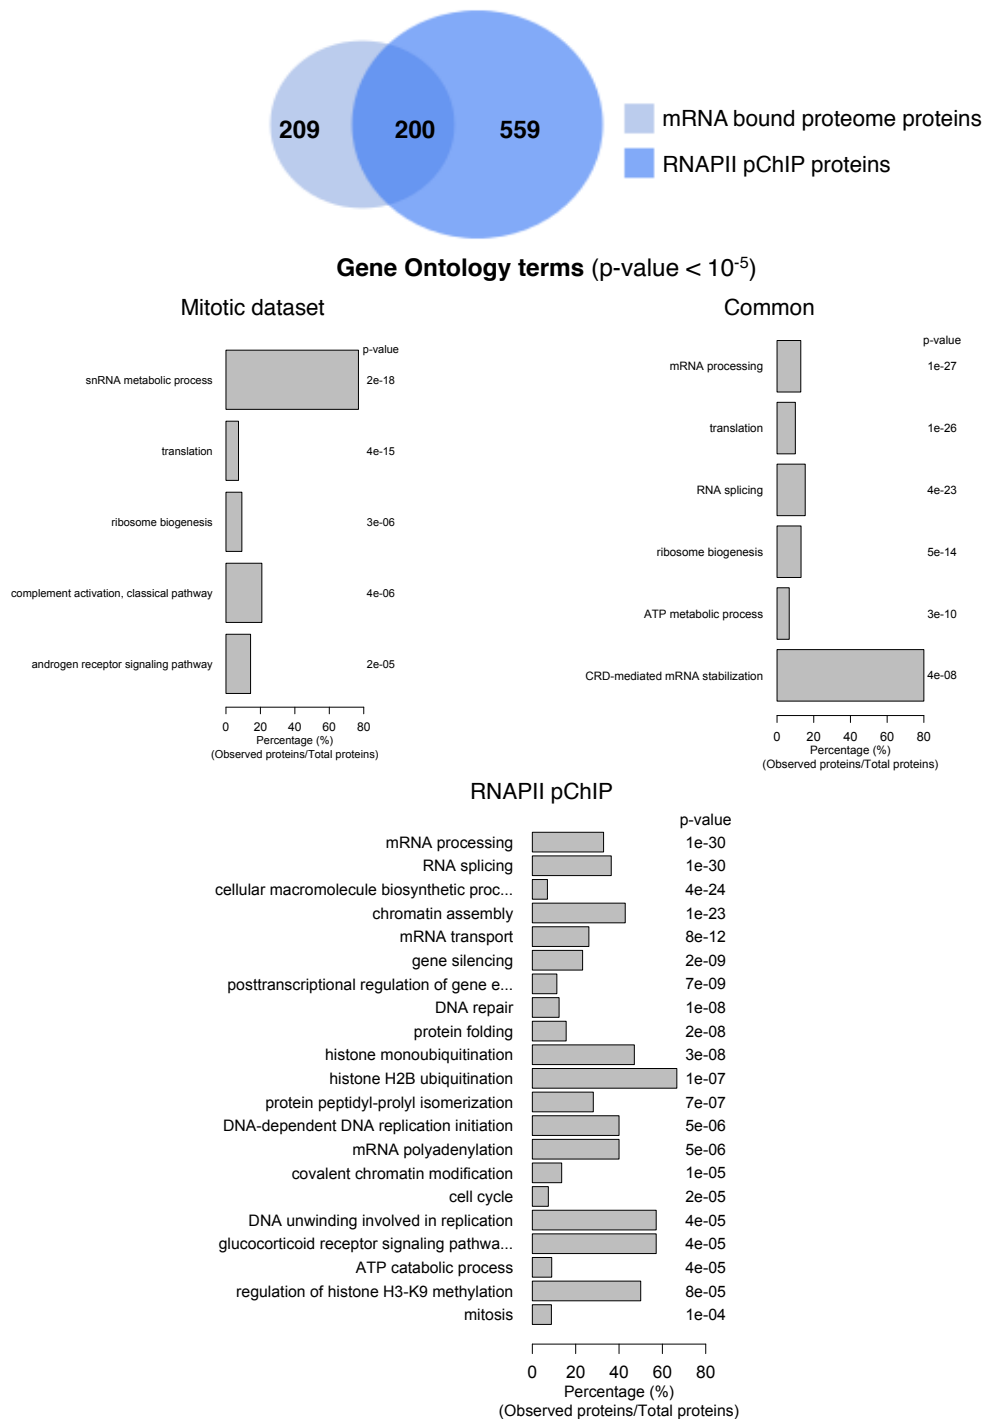 209 200 559
mRNA bound proteome proteins
RNAPII pChIP proteins
Gene Ontology terms (p-value < 10-5)
Mitotic dataset
p-value
snRNA metabolic process 2e-18
translation 4e-15
ribosome biogenesis 3e-06
complement activation, classical pathway 4e-06
androgen receptor signaling pathway 2e-05
0 20 40 60 80
Percentage (%)
(Observed proteins/Total proteins)
Common
p-value
mRNA processing 1e-27
translation 1e-26
RNA splicing 4e-23
ribosome biogenesis 5e-14
ATP metabolic process 3e-10
CRD-mediated mRNA stabilization 4e-08
0 20 40 60 80
Percentage (%)
(Observed proteins/Total proteins)
RNAPII pChIP
p-value
mRNA processing 1e-30
RNA splicing 1e-30
cellular macromolecule biosynthetic proc... 4e-24
chromatin assembly 1e-23
mRNA transport 8e-12
gene silencing 2e-09
posttranscriptional regulation of gene e... 7e-09
DNA repair 1e-08
protein folding 2e-08
histone monoubiquitination 3e-08
histone H2B ubiquitination 1e-07
protein peptidyl-prolyl isomerization 7e-07
DNA-dependent DNA replication initiation 5e-06
mRNA polyadenylation 5e-06
covalent chromatin modification 1e-05
cell cycle 2e-05
DNA unwinding involved in replication 4e-05
glucocorticoid receptor signaling pathwa... 4e-05
ATP catabolic process 4e-05
regulation of histone H3-K9 methylation 8e-05
mitosis 1e-04
0 20 40 60 80
Percentage (%)
(Observed proteins/Total proteins)